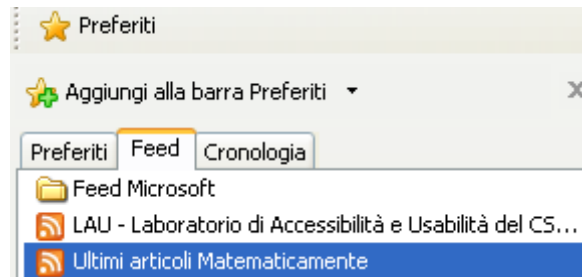 Preferiti
Aggiungi alla barra Preferiti
Preferiti Feed Cronologia
Feed Microsoft
LAU - Laboratorio di Accessibilità e Usabilità del CS...
Ultimi articoli Matematicamente